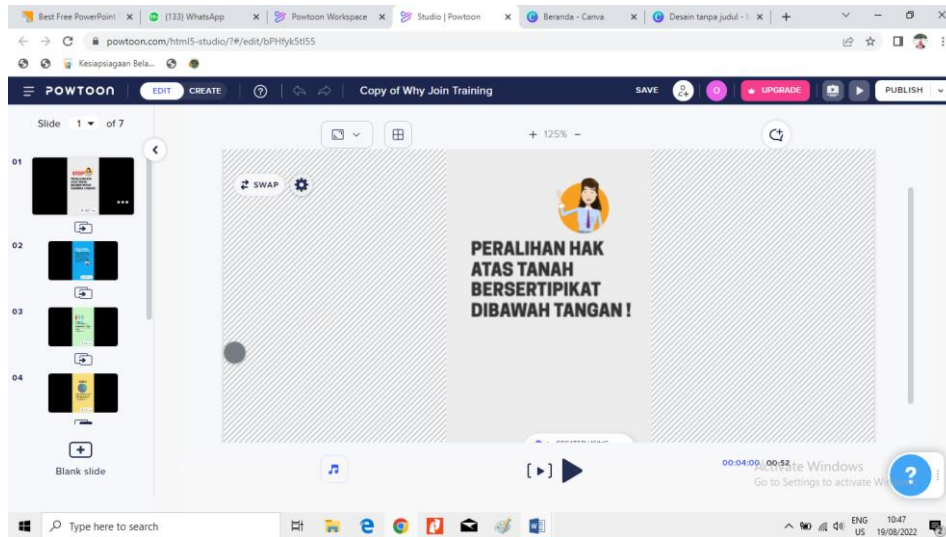 Best Free PowerPoint
(133) WhatsApp
Powtoon Workspace
Studio | Powtoon
Beranda - Canva
Desain tanpa judul -
powtoon.com/html5-studio/?#/edit/bPHfyk5tI55
Kesiapsiagaan Bela...
POWTOON
EDIT CREATE
Copy of Why Join Training
SAVE
UPGRADE
PUBLISH
Slide 1 of 7
+ 125% -
01
STOP
SWAP
PERALIHAN HAK
ATAS TANAH
BERSERTIPIKAT
DIBAWAH TANGAN !
02
03
04
Blank slide
00:04:00 00:52
Activate Windows
Go to Settings to activate
?
Type here to search
ENG
US
10:47
19/08/2022
2